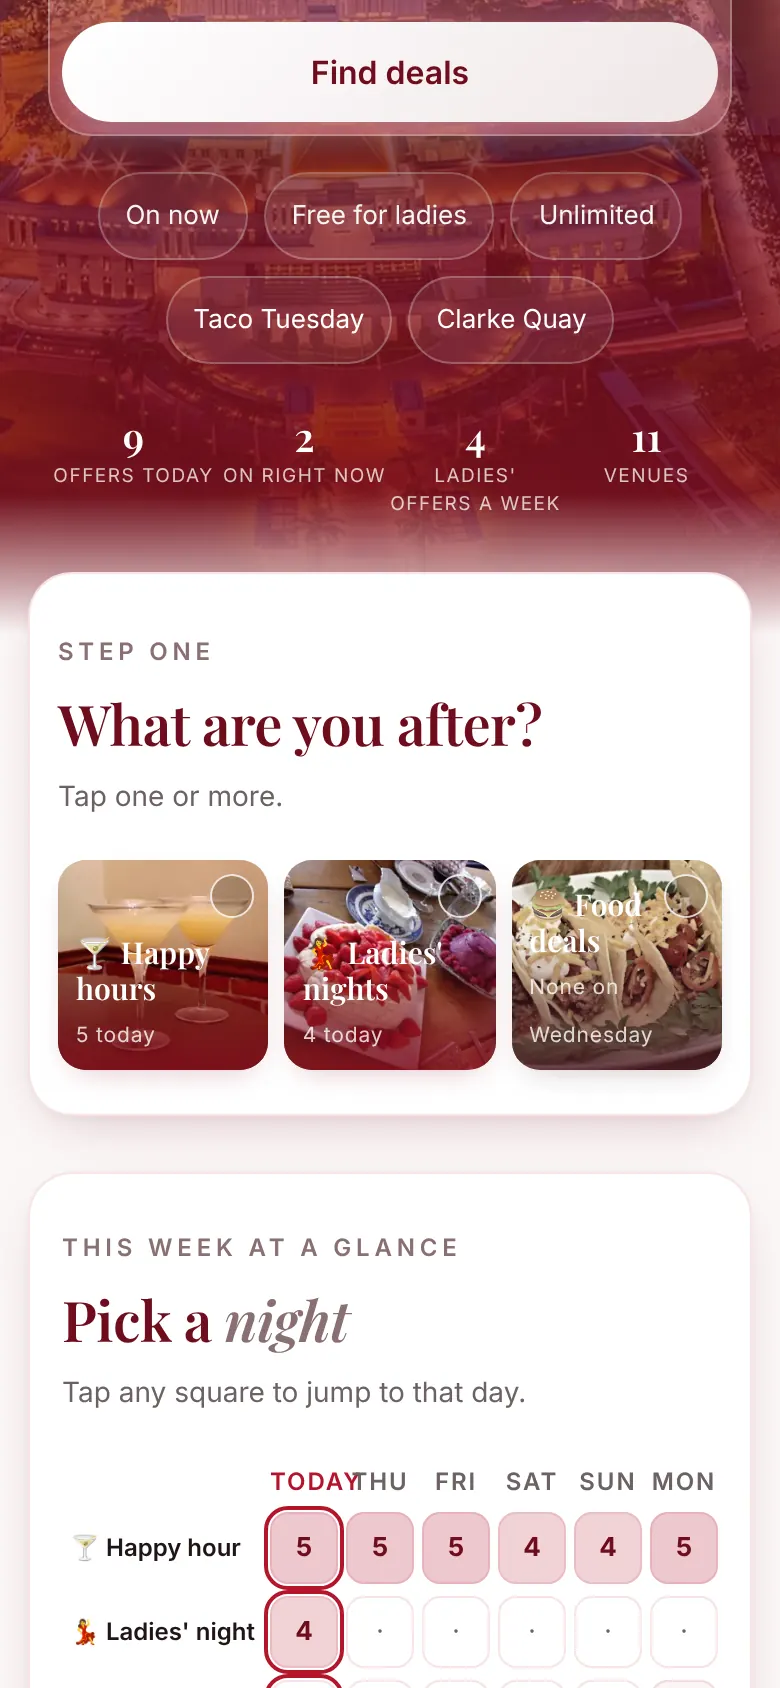 Find deals
On now
Free for ladies
Unlimited
Taco Tuesday
Clarke Quay
9
OFFERS TODAY
2
ON RIGHT NOW
4
LADIES'
OFFERS A WEEK
11
VENUES
STEP ONE
What are you after?
Tap one or more.
🍸 Happy
hours
5 today
💃 Ladies'
nights
4 today
🍔 Food
deals
None on
Wednesday
THIS WEEK AT A GLANCE
Pick a night
Tap any square to jump to that day.
TODAY THU FRI SAT SUN MON
🍸 Happy hour 5 5 5 4 4 5
💃 Ladies' night 4 · · · · ·